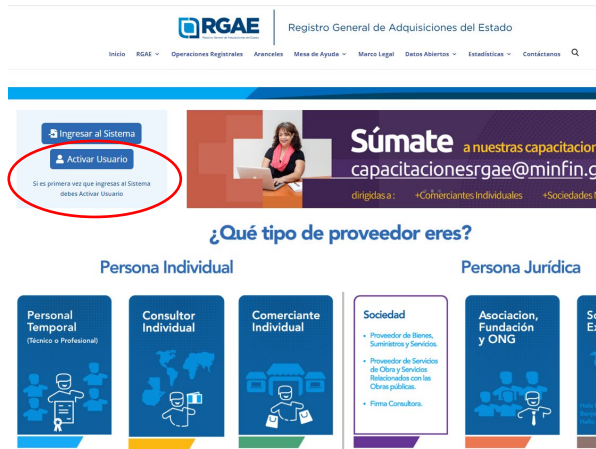 RGAE
Registro General de Adquisiciones del Estado
Inicio RGAE Operaciones Registrales Aranceles Mesa de Ayuda Marco Legal Datos Abiertos Estadísticas Contáctanos
Ingresar al Sistema
Activar Usuario
Si es primera vez que ingresas al Sistema
debes Activar Usuario
Súmate a nuestras capacitacion
capacitacionesrgae@minfin.g
dirigidas a : +Comerciantes Individuales +Sociedades
¿Qué tipo de proveedor eres?
Persona Individual
Persona Jurídica
Personal
Temporal
(Técnico o Profesional)
Consultor
Individual
Comerciante
Individual
Sociedad
• Proveedor de Bienes,
Suministros y Servicios.
• Proveedor de Servicios
de Obra y Servicios
Relacionados con las
Obras públicas.
• Firma Consultora.
Asociacion,
Fundación
y ONG